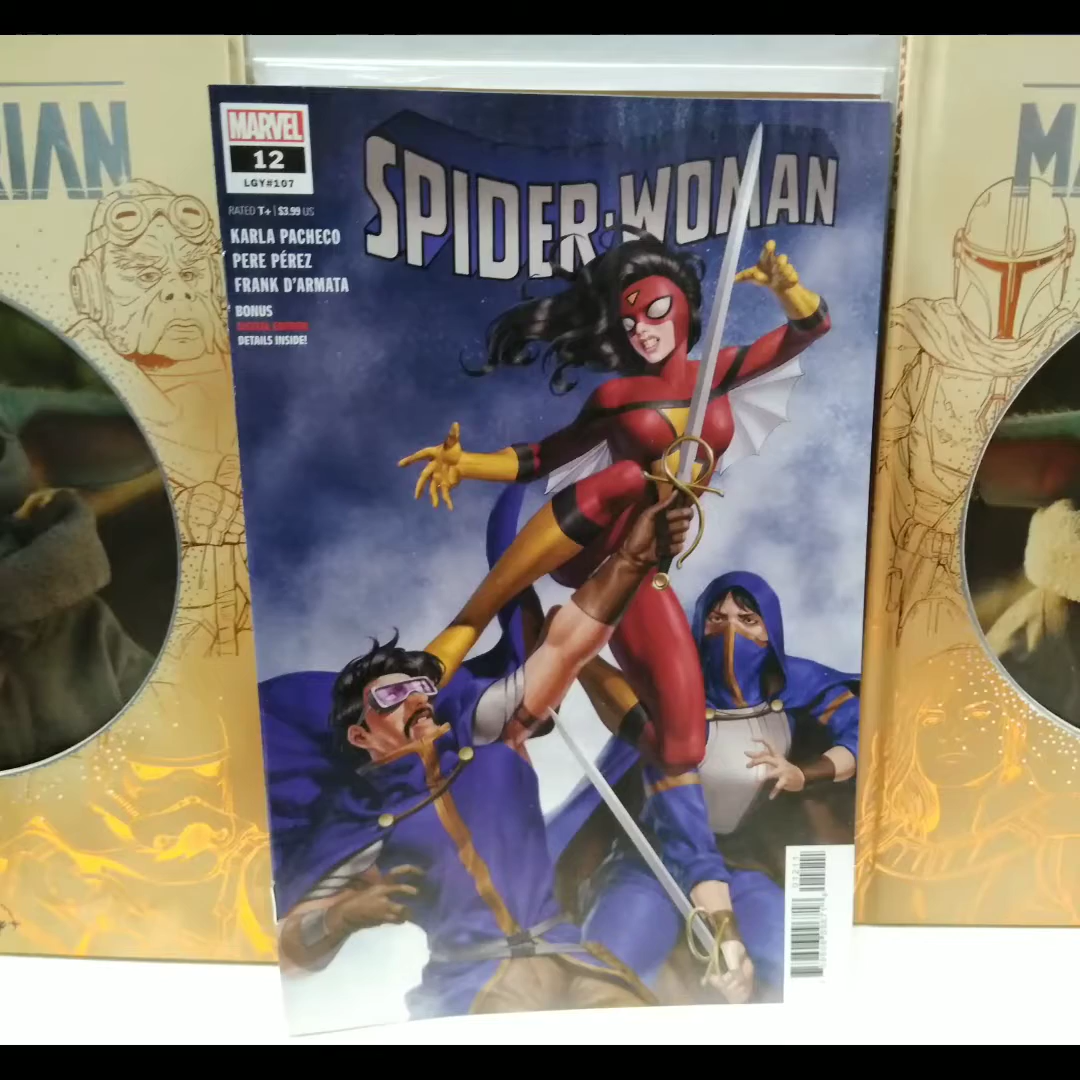 RIAN
M
MARVEL
12
LGY#107
RATED T+ | $3.99 US
KARLA PACHECO
PERE PÉREZ
FRANK D'ARMATA
BONUS
DIGITAL EDITION
DETAILS INSIDE!
SPIDER-WOMAN
01211